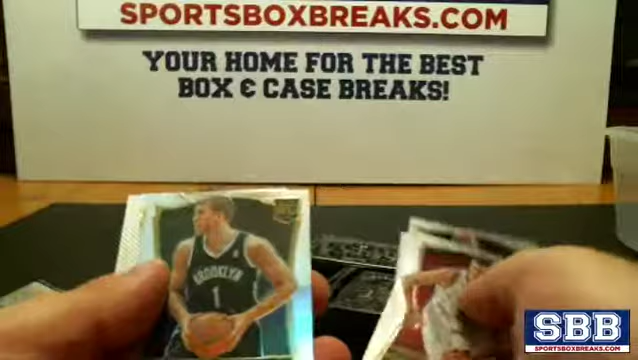 SPORTSBOXBREAKS.COM
YOUR HOME FOR THE BEST
BOX & CASE BREAKS!
BROOKLYN
1
SBB
SPORTSBOXBREAKS.COM